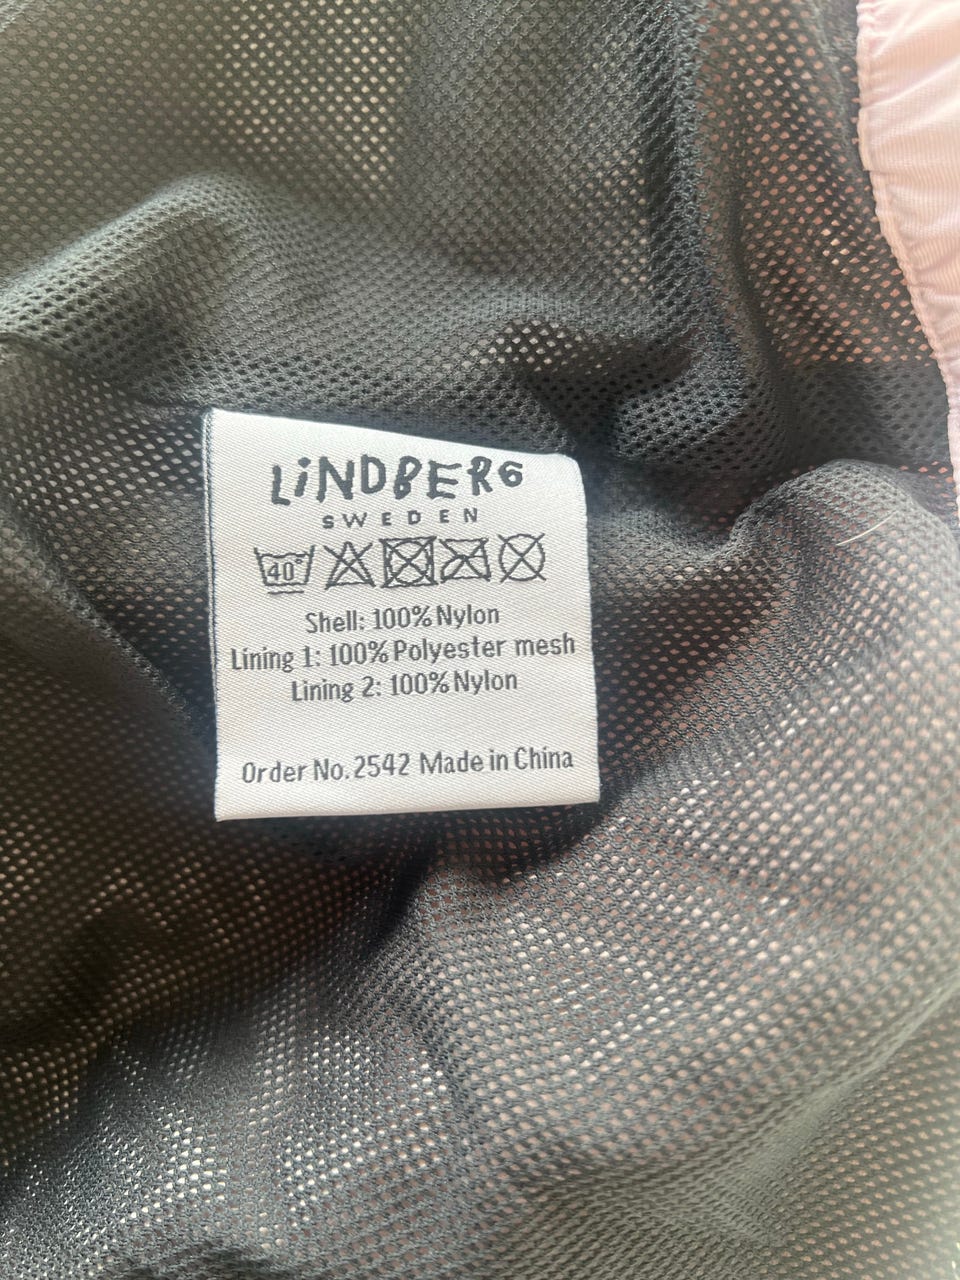 LiNDBERG
SWEDEN
40°
Shell: 100% Nylon
Lining 1: 100% Polyester mesh
Lining 2: 100% Nylon
Order No. 2542 Made in China